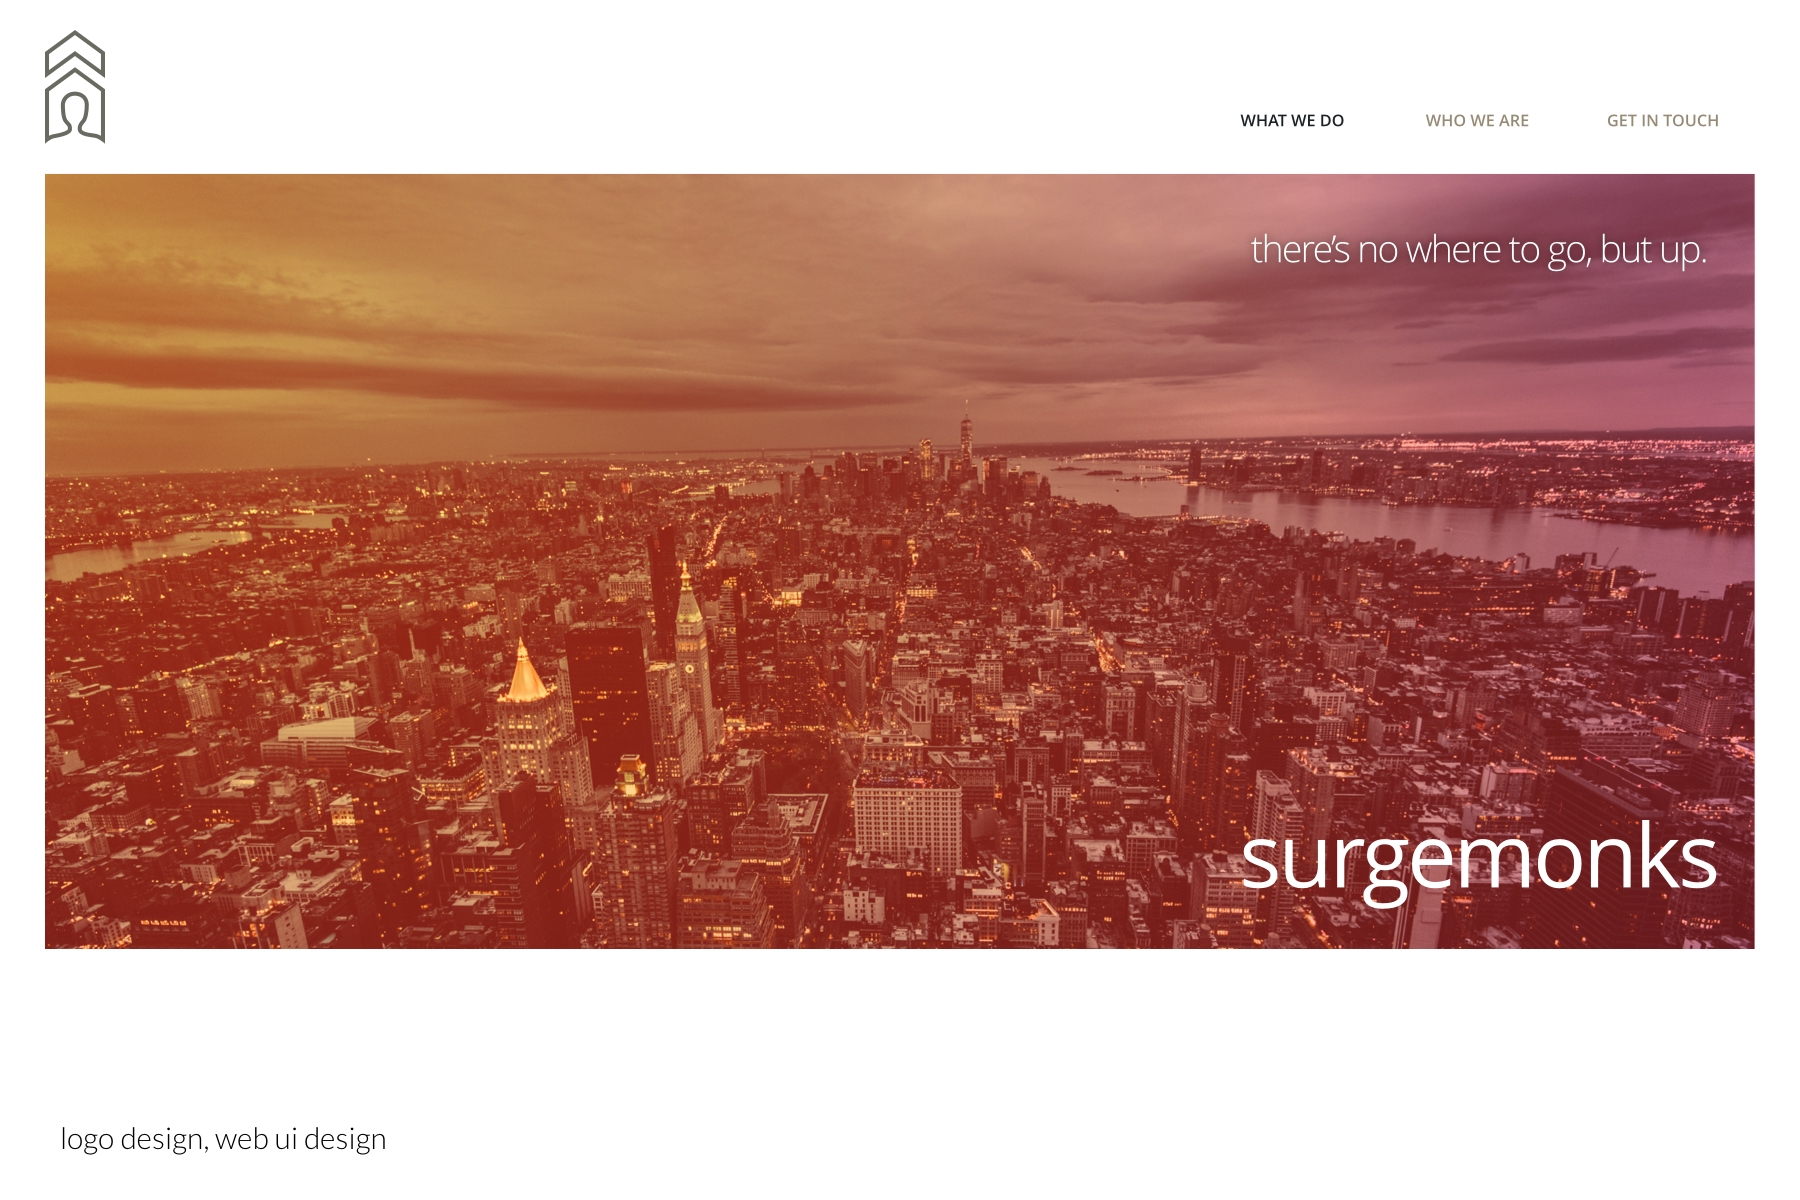 WHAT WE DO WHO WE ARE GET IN TOUCH
there’s no where to go, but up.
surgemonks
logo design, web ui design